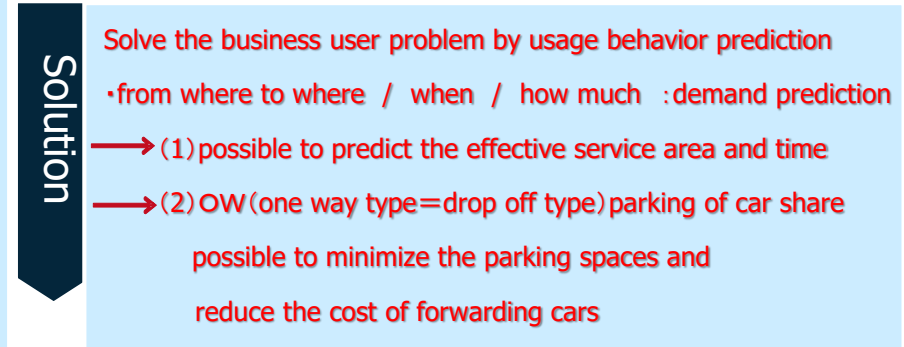 Solution
Solve the business user problem by usage behavior prediction
・from where to where / when / how much ：demand prediction
（1）possible to predict the effective service area and time
（2）OW（one way type＝drop off type）parking of car share
possible to minimize the parking spaces and
reduce the cost of forwarding cars